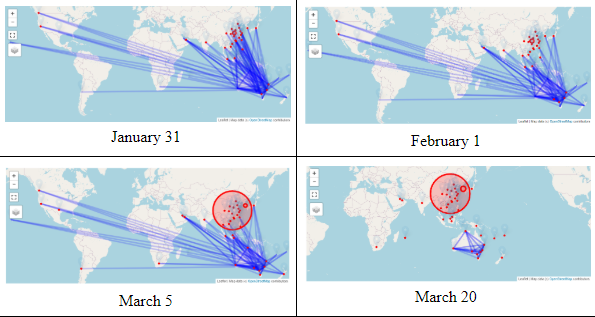 Leaflet | Map data © OpenStreetMap contributors
January 31
Leaflet | Map data © OpenStreetMap contributors
February 1
Leaflet | Map data © OpenStreetMap contributors
March 5
Leaflet | Map data © OpenStreetMap contributors
March 20